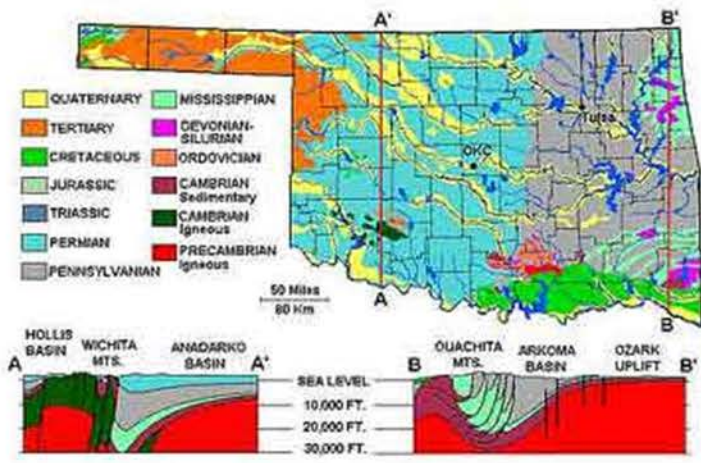 A'
B'
QUATERNARY
TERTIARY
CRETACEOUS
JURASSIC
TRIASSIC
PERMIAN
PENNSYLVANIAN
MISSISSIPPIAN
DEVONIAN-
SILURIAN
ORDOVICIAN
CAMBRIAN
Sedimentary
CAMBRIAN
Igneous
PRECAMBRIAN
Igneous
Tulsa
OKC
50 Miles
80 Km
A
B
HOLLIS
BASIN
WICHITA
MTS.
ANADARKO
BASIN
A
A'
SEA LEVEL
10,000 FT.
20,000 FT.
30,000 FT.
OUACHITA
MTS.
ARKOMA
BASIN
OZARK
UPLIFT
B
B'